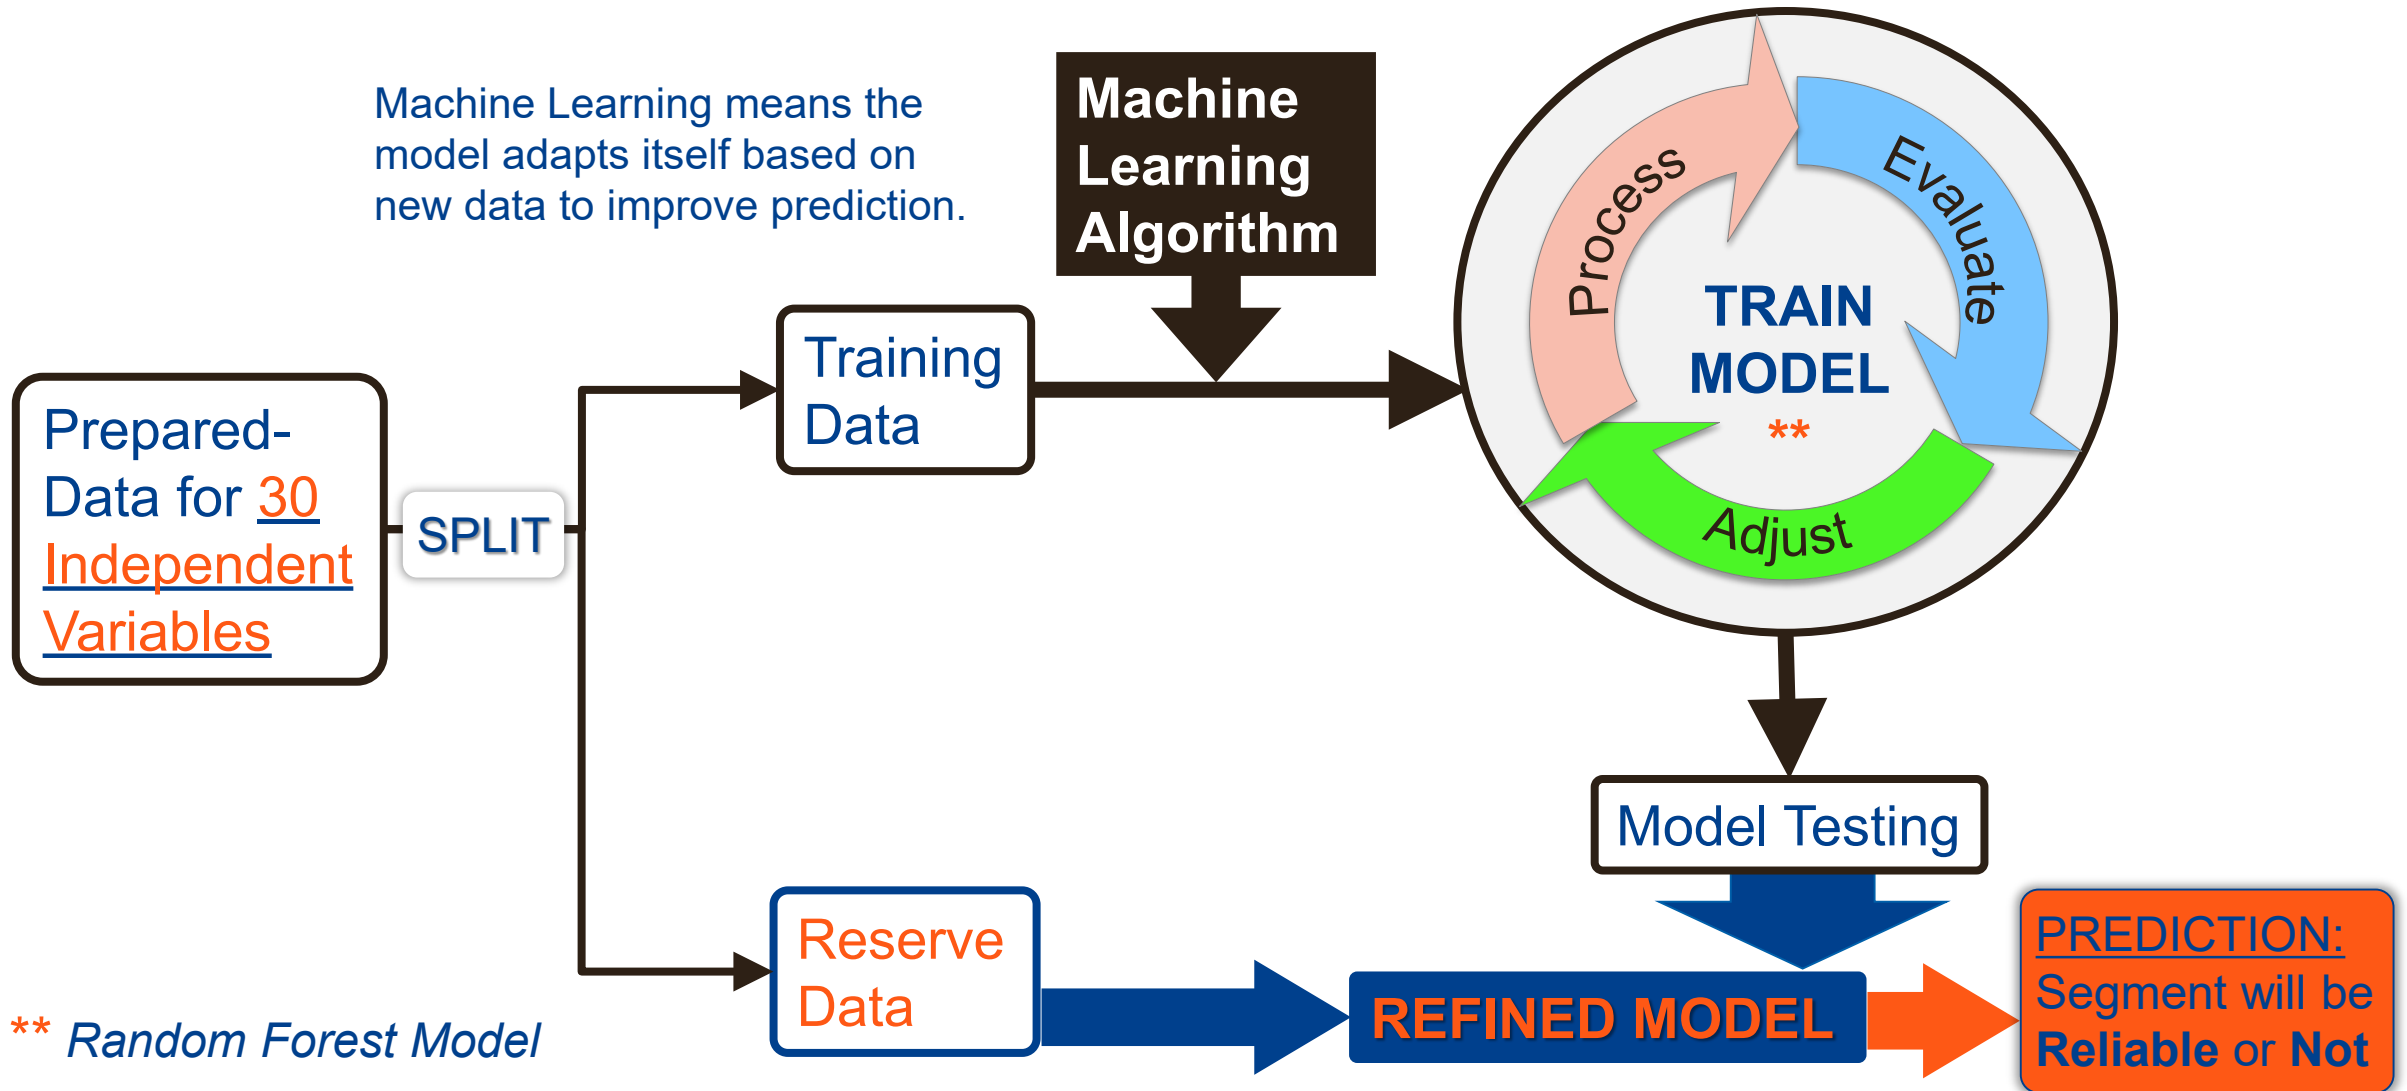 Machine Learning means the
model adapts itself based on
new data to improve prediction.
Machine
Learning
Algorithm
Process
Evaluate
Adjust
TRAIN
MODEL
**
Training
Data
Prepared-
Data for 30
Independent
Variables
SPLIT
Model Testing
Reserve
Data
REFINED MODEL
PREDICTION:
Segment will be
Reliable or Not
** Random Forest Model